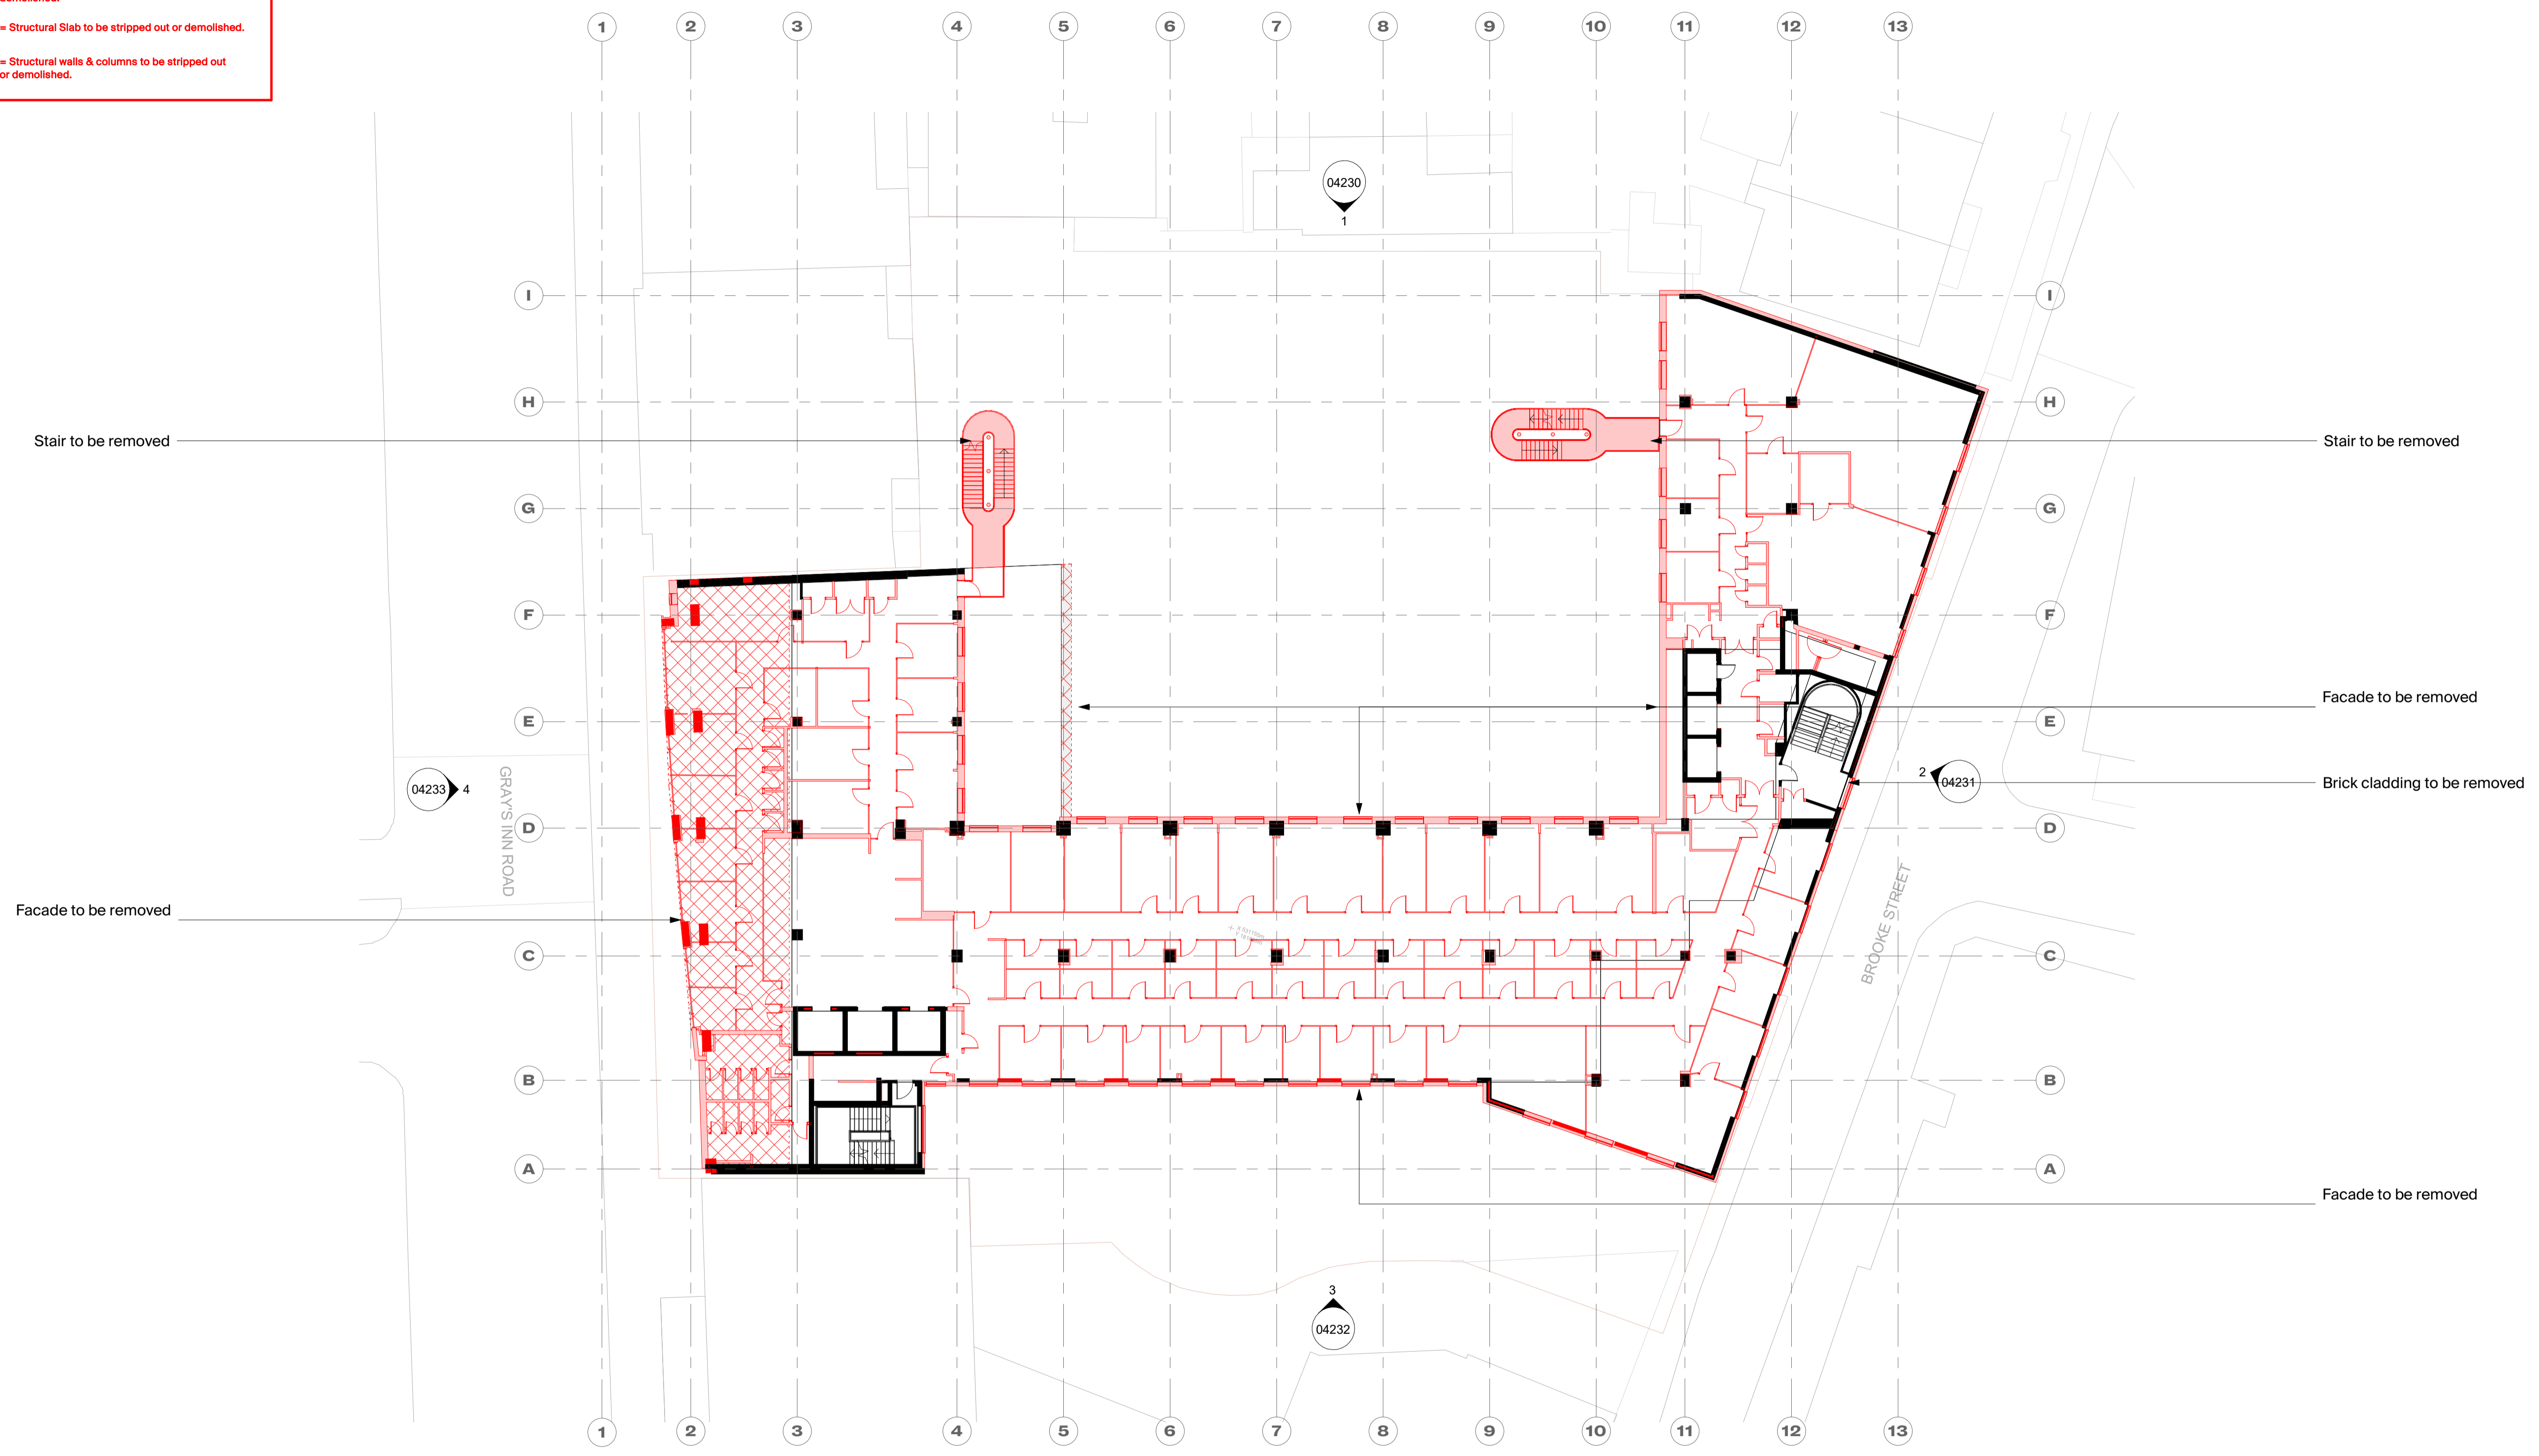 demolished.
= Structural Slab to be stripped out or demolished.
= Structural walls & columns to be stripped out
or demolished.
1 2 3 4 5 6 7 8 9 10 11 12 13
04230
1
I I
H H
Stair to be removed
Stair to be removed
G G
F F
Facade to be removed
E E
04233 4
GRAY'S INN ROAD
2 04231
Brick cladding to be removed
D D
BROOKE STREET
Facade to be removed
C C
B B
A A
Facade to be removed
3
04232
1 2 3 4 5 6 7 8 9 10 11 12 13